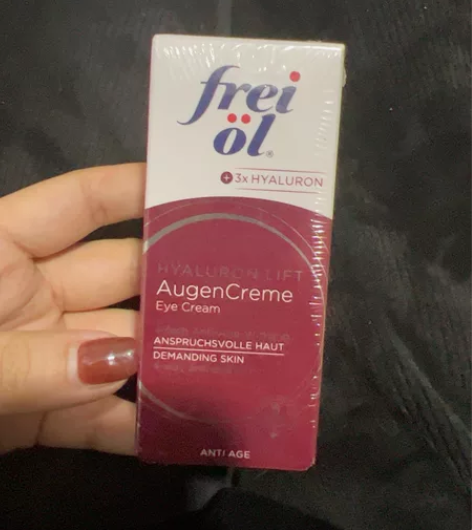 frei
öl®
+ 3x HYALURON
HYALURON LIFT
AugenCreme
Eye Cream
ANSPRUCHSVOLLE HAUT
DEMANDING SKIN
ANTI AGE